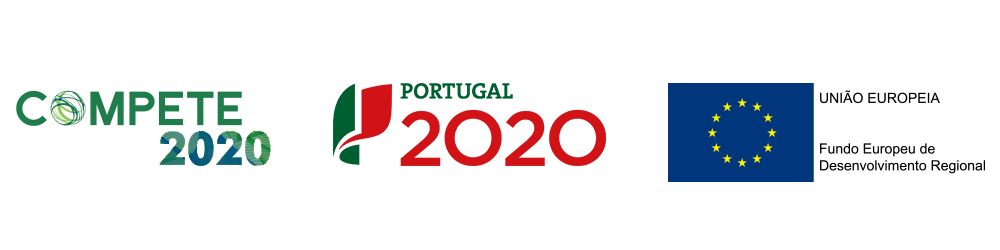 COMPETE
2020
PORTUGAL
2020
UNIÃO EUROPEIA
Fundo Europeu de
Desenvolvimento Regional